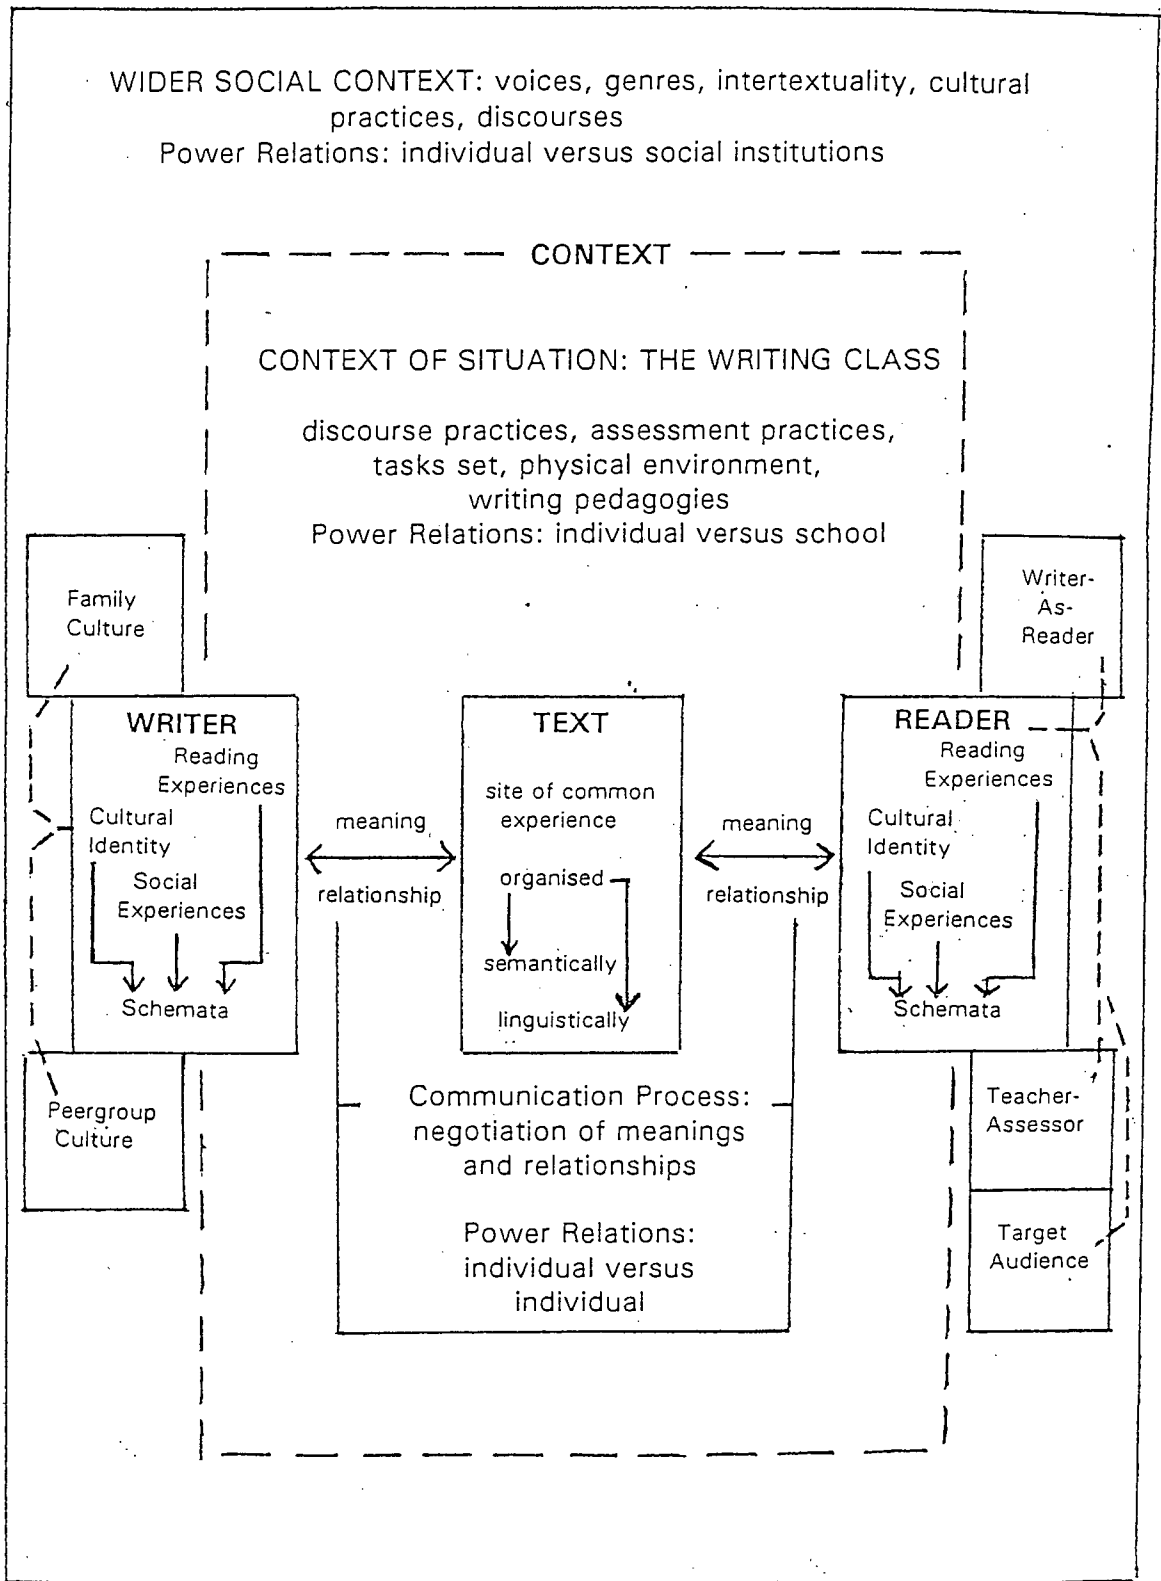 WIDER SOCIAL CONTEXT: voices, genres, intertextuality, cultural
practices, discourses
Power Relations: individual versus social institutions
CONTEXT
CONTEXT OF SITUATION: THE WRITING CLASS
discourse practices, assessment practices,
tasks set, physical environment,
writing pedagogies
Power Relations: individual versus school
Family
Culture
WRITER
Reading
Experiences
Cultural
Identity
Social
Experiences
Schemata
Peergroup
Culture
meaning
relationship
TEXT
site of common
experience
organised
semantically
linguistically
meaning
relationship
Writer-
As-
Reader
READER
Reading
Experiences
Cultural
Identity
Social
Experiences
Schemata
Teacher-
Assessor
Target
Audience
Communication Process:
negotiation of meanings
and relationships
Power Relations:
individual versus
individual